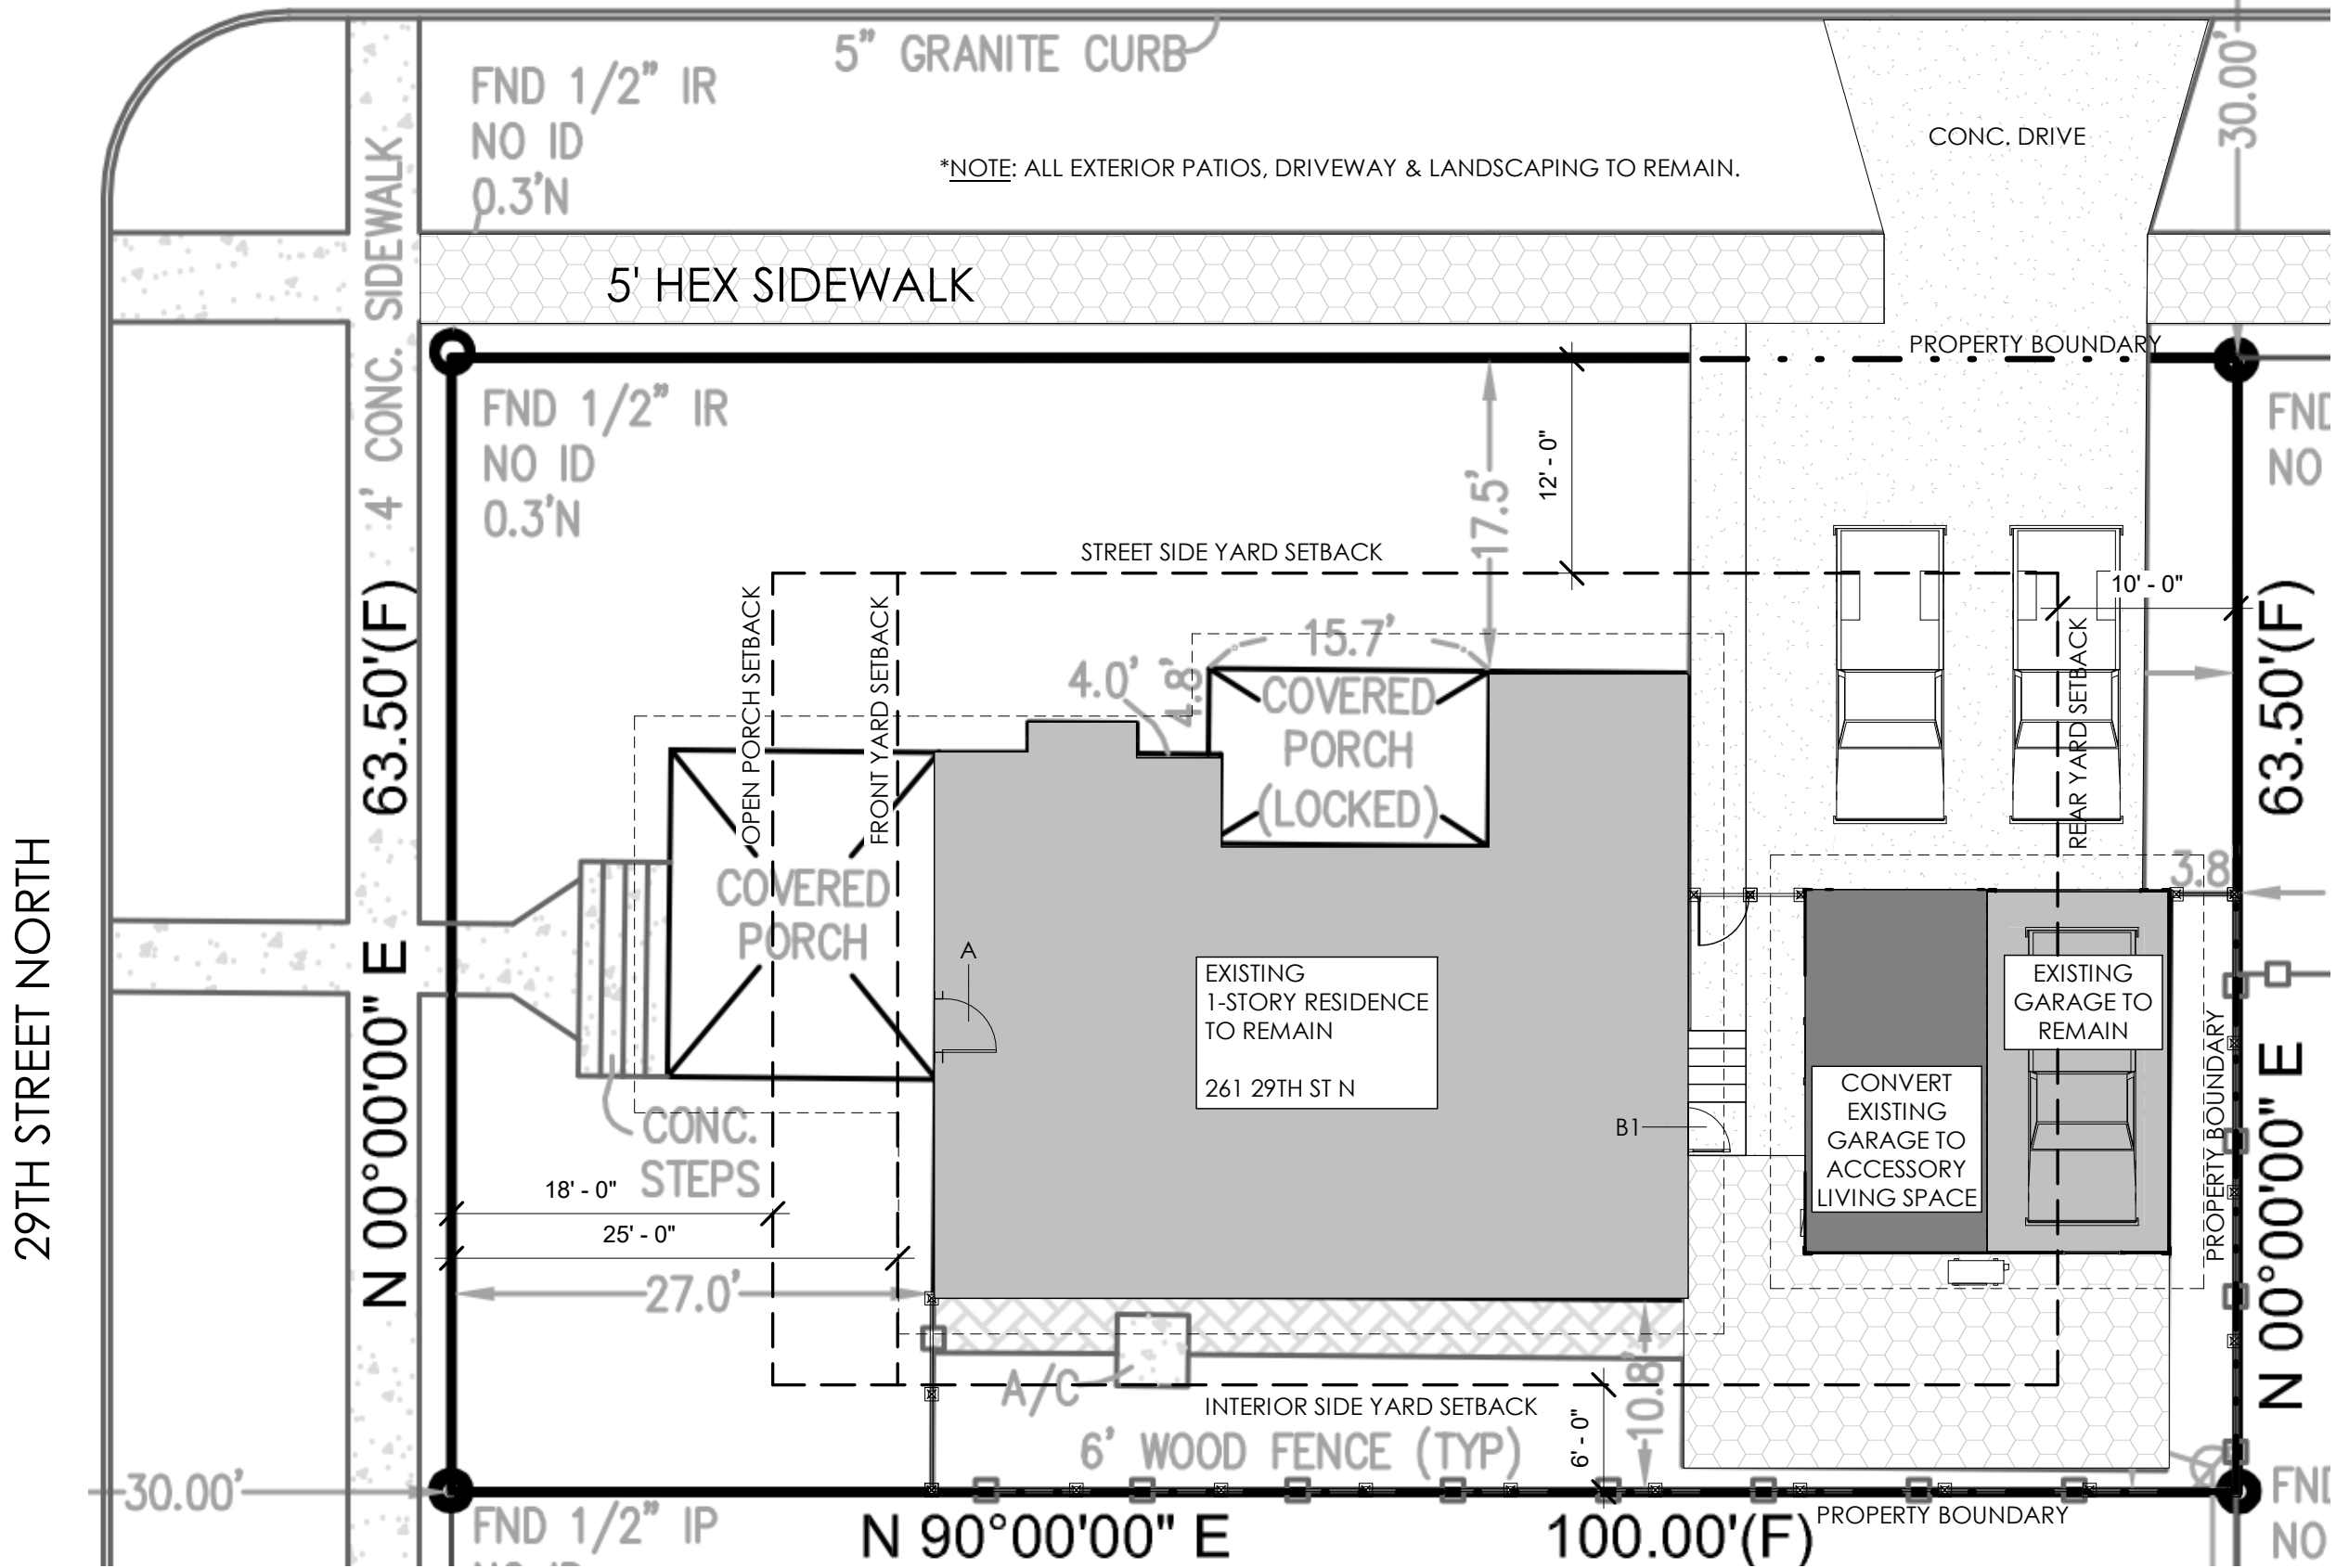 5" GRANITE CURB
30.00'
FND 1/2" IR
NO ID
0.3'N
CONC. DRIVE
*NOTE: ALL EXTERIOR PATIOS, DRIVEWAY & LANDSCAPING TO REMAIN.
4' CONC. SIDEWALK
5' HEX SIDEWALK
PROPERTY BOUNDARY
FND 1/2" IR
NO ID
0.3'N
FND
NO
12' - 0"
17.5'
STREET SIDE YARD SETBACK
10' - 0"
63.50'(F)
63.50'(F)
OPEN PORCH SETBACK
FRONT YARD SETBACK
REAR YARD SETBACK
15.7'
4.0'
4.8'
COVERED
PORCH
(LOCKED)
3.8
COVERED
PORCH
29TH STREET NORTH
N 00°00'00" E
A
EXISTING
1-STORY RESIDENCE
TO REMAIN
261 29TH ST N
EXISTING
GARAGE TO
REMAIN
CONVERT
EXISTING
GARAGE TO
ACCESSORY
LIVING SPACE
PROPERTY BOUNDARY
N 00°00'00" E
B1
CONC.
STEPS
18' - 0"
25' - 0"
27.0'
A/C
INTERIOR SIDE YARD SETBACK
10.8'
6' - 0"
6' WOOD FENCE (TYP)
30.00'
FND 1/2" IP
N 90°00'00" E
100.00'(F)
PROPERTY BOUNDARY
FND
NO